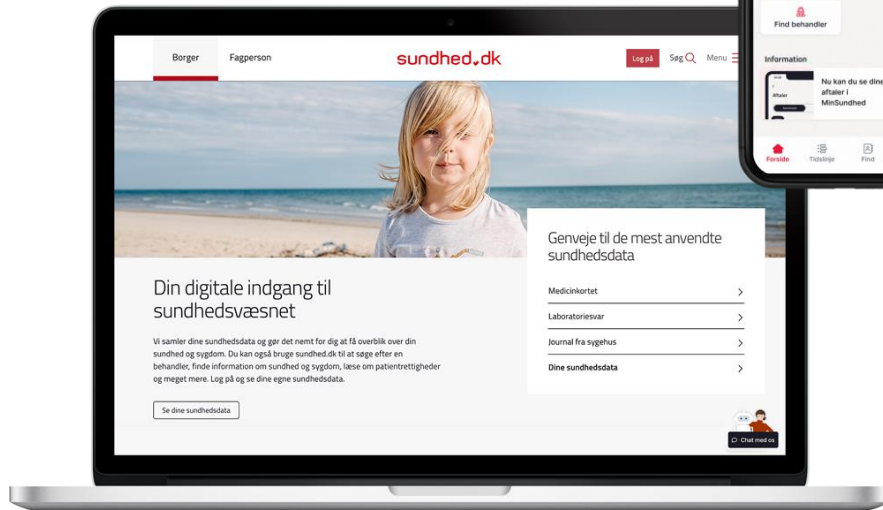 Borger
Fagperson
sundhed.dk
Log på
Søg
Menu
Genveje til de mest anvendte
sundhedsdata
Medicinkortet
Laboratoriesvar
Journal fra sygehus
Dine sundhedsdata
Din digitale indgang til
sundhedsvæsnet
Vi samler dine sundhedsdata og gør det nemt for dig at få overblik over din
sundhed og sygdom. Du kan også bruge sundhed.dk til at søge efter en
behandler, finde information om sundhed og sygdom, læse om patientrettigheder
og meget mere. Log på og se dine egne sundhedsdata.
Se dine sundhedsdata
Chat med os
Find behandler
Information
Aftaler
Nu kan du se dine
aftaler i
MinSundhed
Forside
Tidslinje
Find